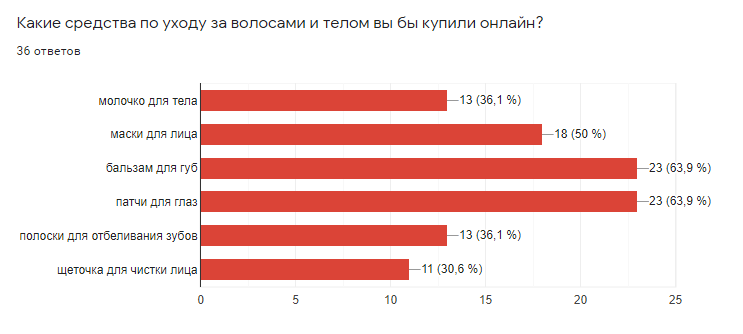 Какие средства по уходу за волосами и телом вы бы купили онлайн?
36 ответов
молочко для тела 13 (36,1 %)
маски для лица 18 (50 %)
бальзам для губ 23 (63,9 %)
патчи для глаз 23 (63,9 %)
полоски для отбеливания зубов 13 (36,1 %)
щеточка для чистки лица 11 (30,6 %)
0 5 10 15 20 25